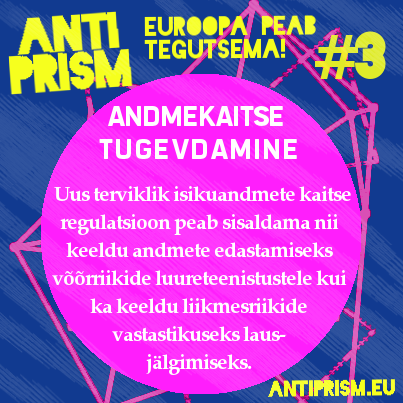 ANTI
PRISM
EUROOPA PEAB
TEGUTSEMA!
#3
ANDMEKAITSE
TUGEVDAMINE
Uus terviklik isikuandmete kaitse
regulatsioon peab sisaldama nii
keeldu andmete edastamiseks
võõrriikide luureteenistustele kui
ka keeldu liikmesriikide
vastastikuseks laus-
jälgimiseks.
ANTIPRISM.EU